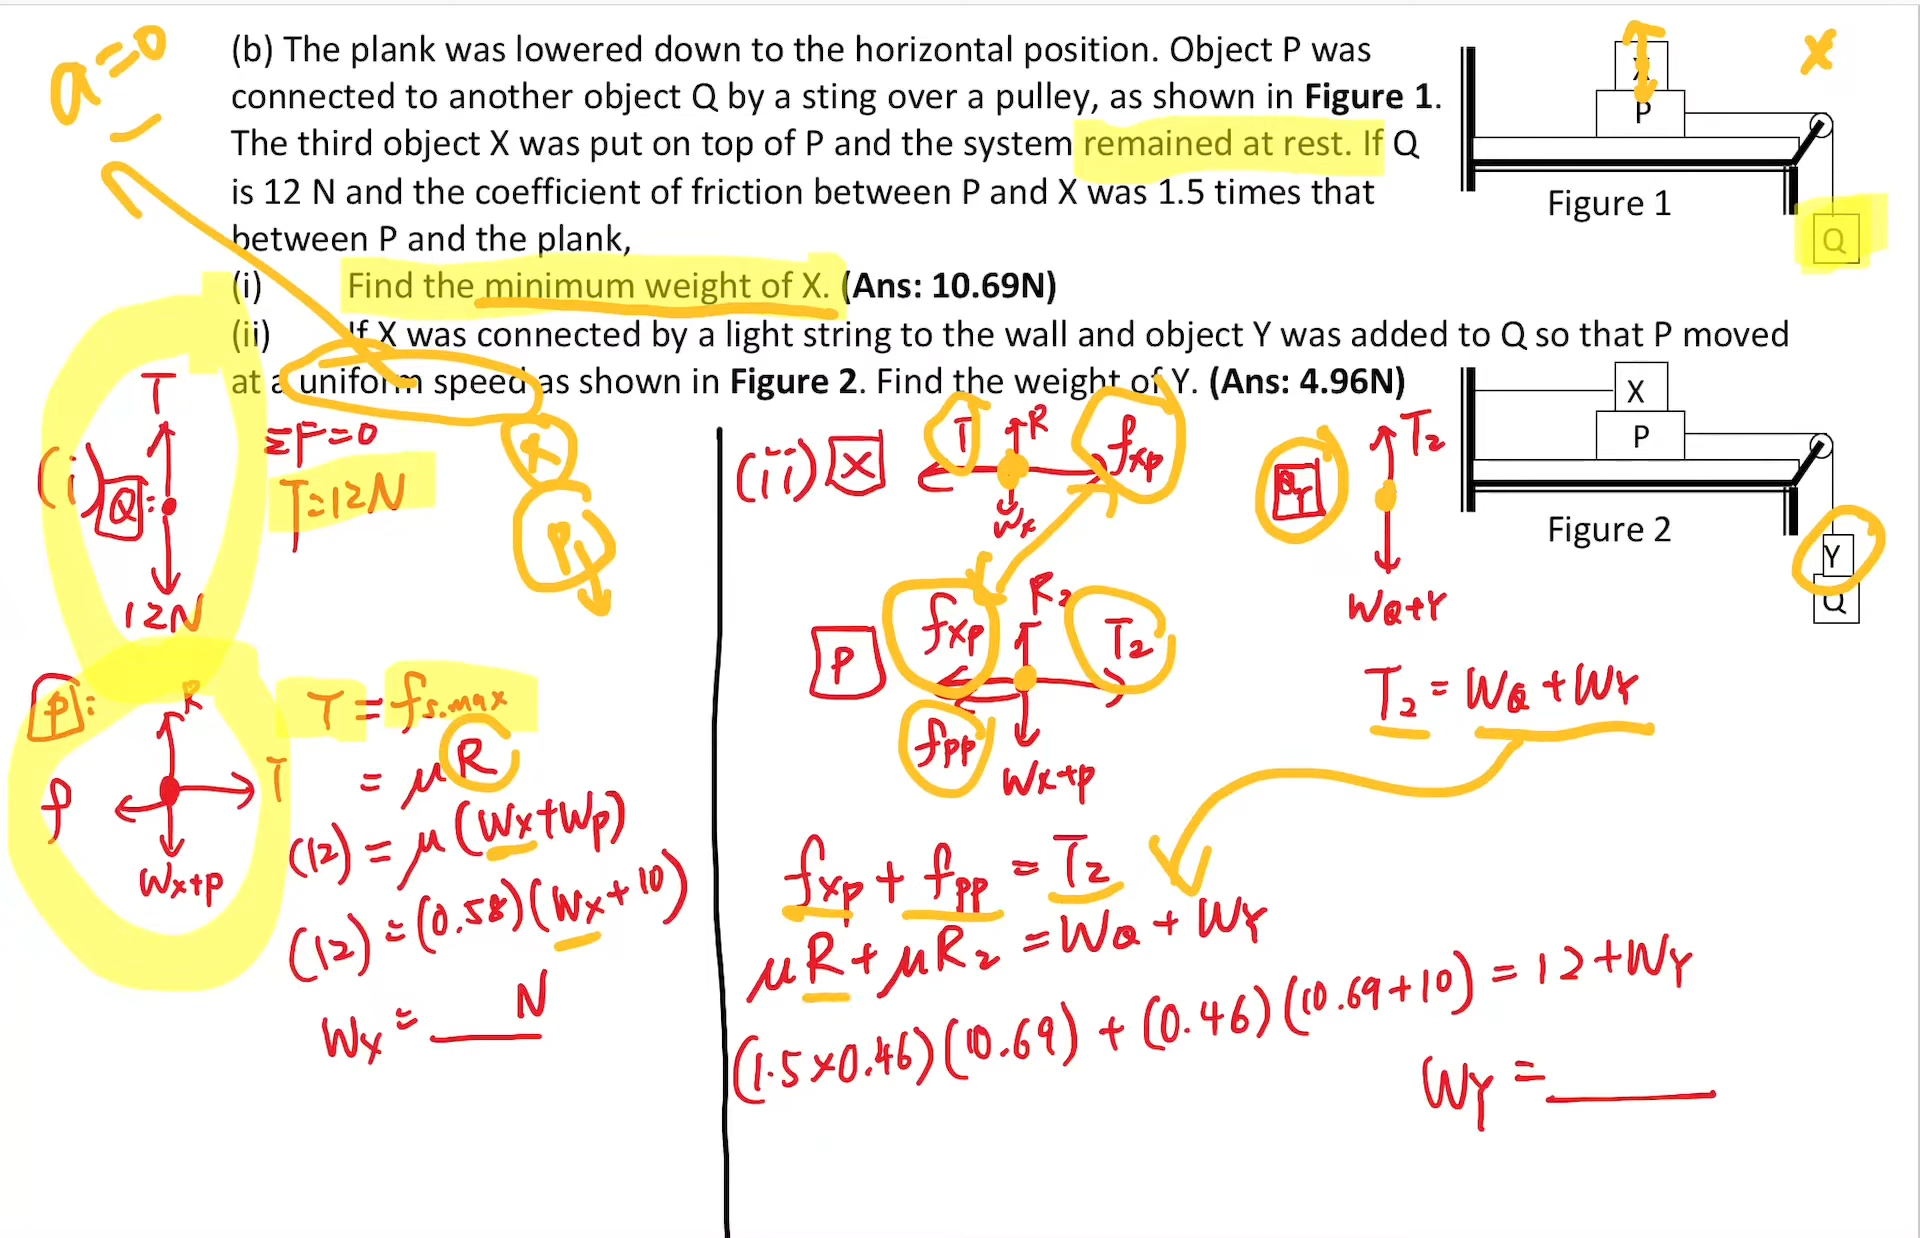 a=0
(b) The plank was lowered down to the horizontal position. Object P was
connected to another object Q by a sting over a pulley, as shown in Figure 1.
The third object X was put on top of P and the system remained at rest. If Q
is 12 N and the coefficient of friction between P and X was 1.5 times that
between P and the plank,
(i) Find the minimum weight of X. (Ans: 10.69N)
(ii) If X was connected by a light string to the wall and object Y was added to Q so that P moved
at a uniform speed as shown in Figure 2. Find the weight of Y. (Ans: 4.96N)
X
P
Figure 1
Q
X
X
P
Figure 2
Y
Q
(i) Q:
T
12N
ΣF=0
T=12N
X
P
P:
R
T
f
Wx+p
T = fs.max
= μR
(12) = μ(Wx+Wp)
(12) = (0.58)(Wx+10)
Wx = ____ N
(ii) X
T
R
fxp
Wx
P
fxp
R2
T2
fpp
Wx+p
QY
T2
WQ+Y
T2 = WQ + WY
fxp + fpp = T2
μR + μR2 = WQ + WY
(1.5×0.46)(10.69) + (0.46)(10.69+10) = 12+WY
WY = ____